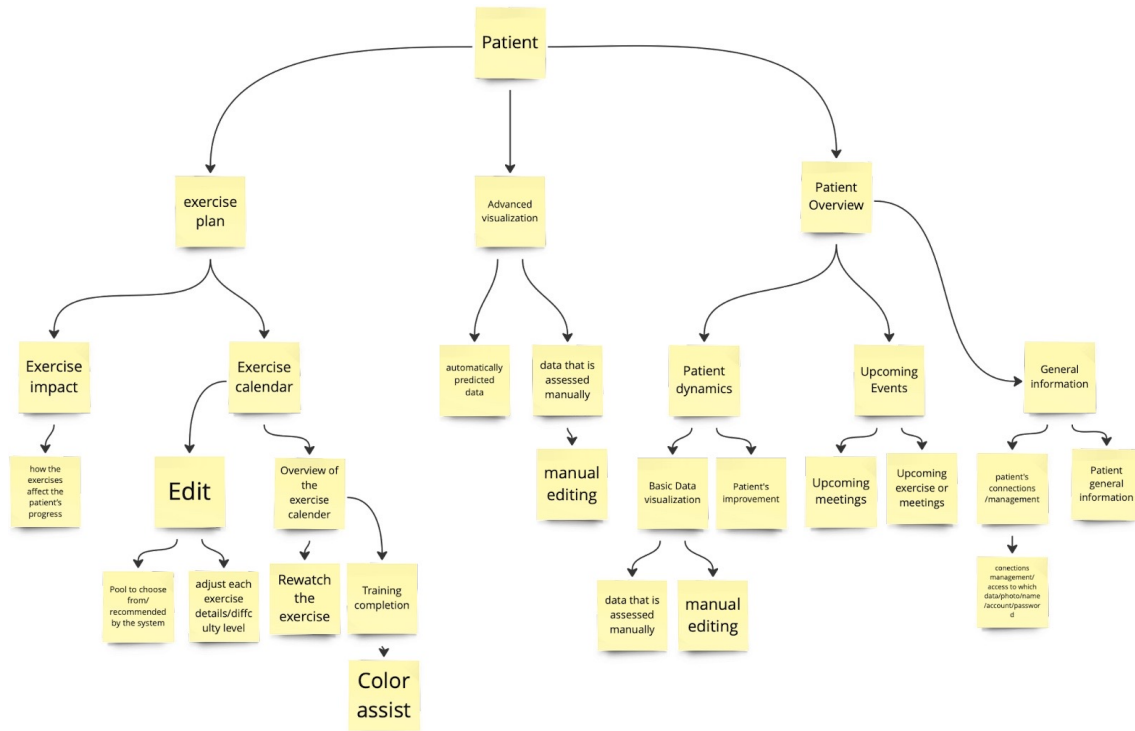 Patient
exercise
plan
Advanced
visualization
Patient
Overview
Exercise
impact
Exercise
calendar
automatically
predicted
data
data that is
assessed
manually
Patient
dynamics
Upcoming
Events
General
information
how the
exercises
affect the
patient's
progress
Edit
Overview of
the
exercise
calender
manual
editing
Basic Data
visualization
Patient's
improvement
Upcoming
meetings
Upcoming
exercise or
meetings
patient's
connections
/management
Patient
general
information
Pool to choose
from/
recommended
by the system
adjust each
exercise
details/diffc
ulty level
Rewatch
the
exercise
Training
completion
data that is
assessed
manually
manual
editing
conections
management/
access to which
data/photo/name
/account/passwor
d
Color
assist